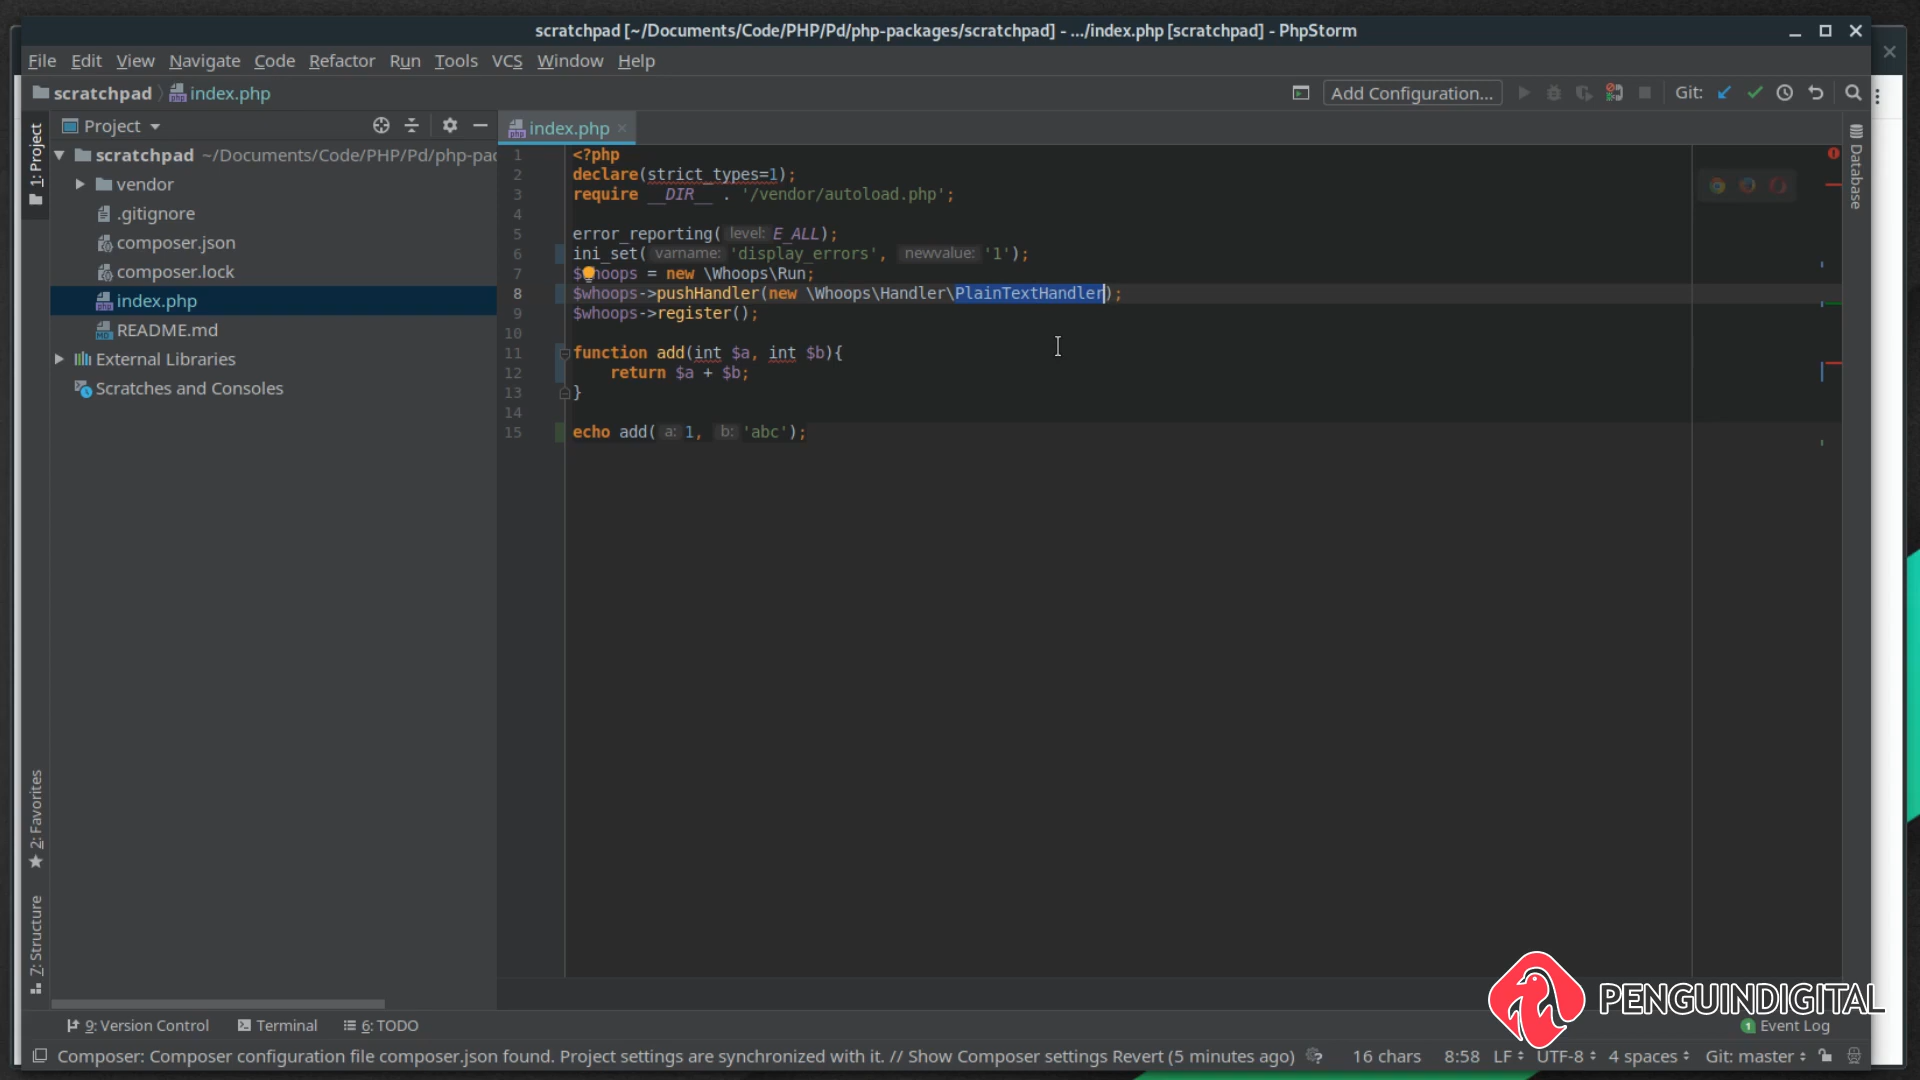 scratchpad [~/Documents/Code/PHP/Pd/php-packages/scratchpad] - .../index.php [scratchpad] - PhpStorm
File Edit View Navigate Code Refactor Run Tools VCS Window Help
scratchpad index.php
Add Configuration... Git:
Project
index.php
1: Project
scratchpad ~/Documents/Code/PHP/Pd/php-pac
vendor
.gitignore
composer.json
composer.lock
index.php
README.md
External Libraries
Scratches and Consoles
1 <?php
2 declare(strict_types=1);
3 require __DIR__ . '/vendor/autoload.php';
4
5 error_reporting( level: E_ALL);
6 ini_set( varname: 'display_errors', newvalue: '1');
7 $whoops = new \Whoops\Run;
8 $whoops->pushHandler(new \Whoops\Handler\PlainTextHandler);
9 $whoops->register();
10
11 function add(int $a, int $b){
12 return $a + $b;
13 }
14
15 echo add( a: 1, b: 'abc');
Database
2: Favorites
7: Structure
PENGUINDIGITAL
9: Version Control Terminal 6: TODO
1 Event Log
Composer: Composer configuration file composer.json found. Project settings are synchronized with it. // Show Composer settings Revert (5 minutes ago) 16 chars 8:58 LF UTF-8 4 spaces Git: master